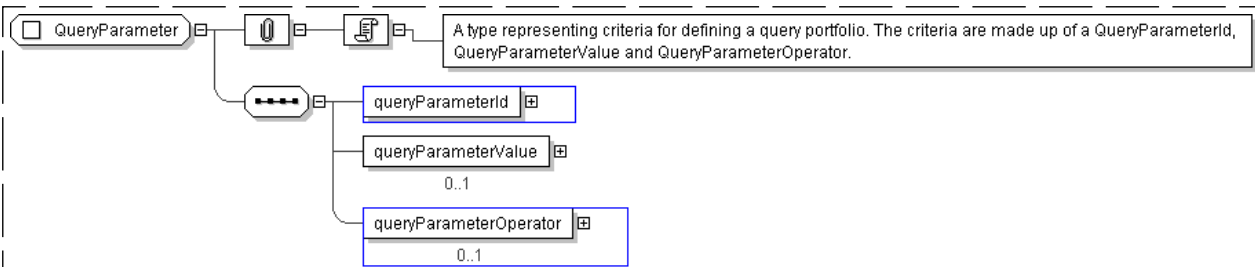 QueryParameter
A type representing criteria for defining a query portfolio. The criteria are made up of a QueryParameterId,
QueryParameterValue and QueryParameterOperator.
queryParameterId
queryParameterValue
0..1
queryParameterOperator
0..1